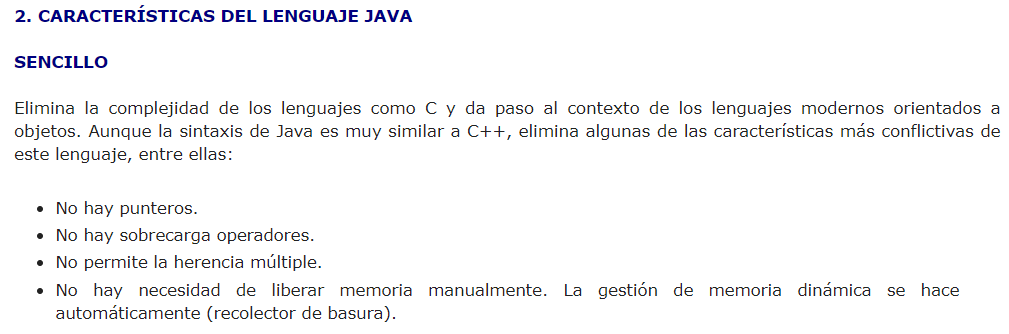 2. CARACTERÍSTICAS DEL LENGUAJE JAVA
SENCILLO
Elimina la complejidad de los lenguajes como C y da paso al contexto de los lenguajes modernos orientados a
objetos. Aunque la sintaxis de Java es muy similar a C++, elimina algunas de las características más conflictivas de
este lenguaje, entre ellas:
• No hay punteros.
• No hay sobrecarga operadores.
• No permite la herencia múltiple.
• No hay necesidad de liberar memoria manualmente. La gestión de memoria dinámica se hace
automáticamente (recolector de basura).